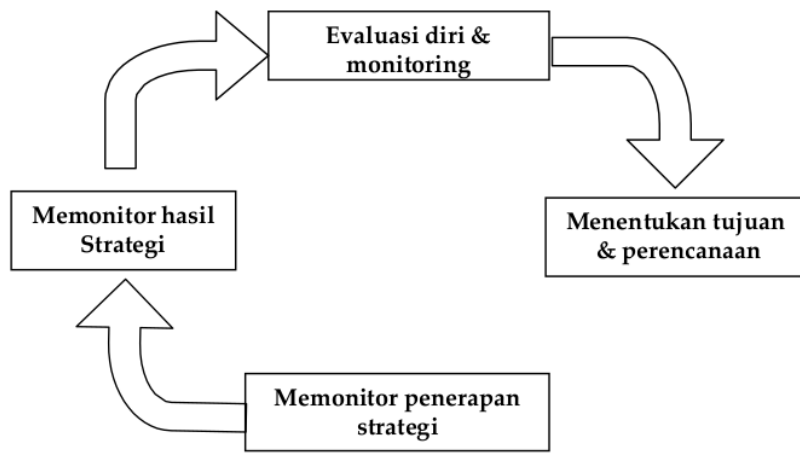 Evaluasi diri &
monitoring
Menentukan tujuan
& perencanaan
Memonitor penerapan
strategi
Memonitor hasil
Strategi